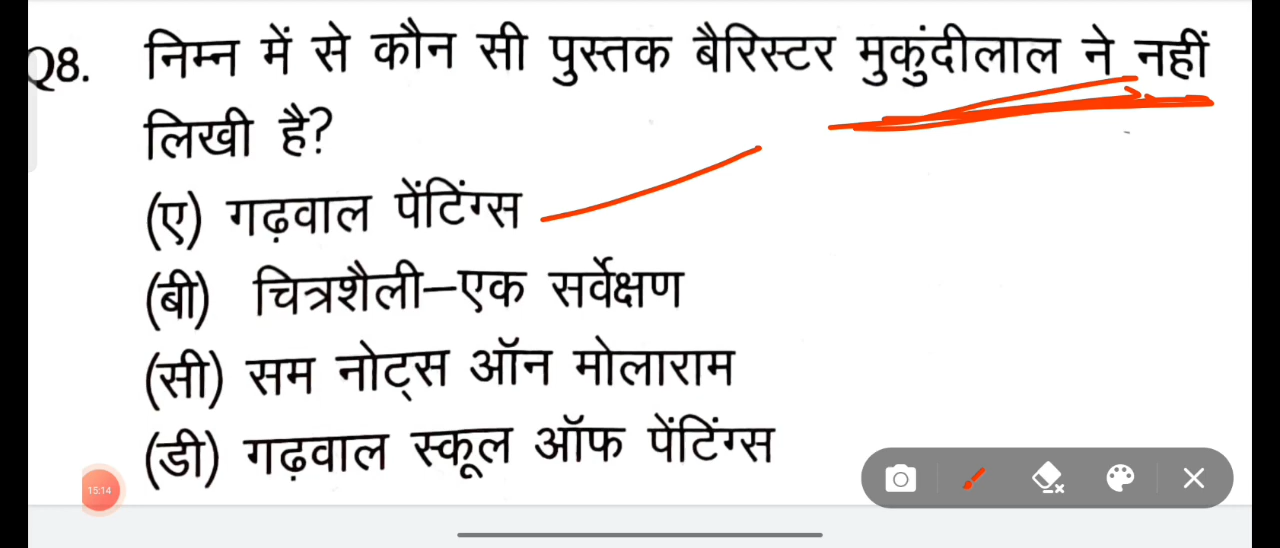 Q8. निम्न में से कौन सी पुस्तक बैरिस्टर मुकुंदीलाल ने नहीं
लिखी है?
(ए) गढ़वाल पेंटिंग्स
(बी) चित्रशैली–एक सर्वेक्षण
(सी) सम नोट्स ऑन मोलाराम
(डी) गढ़वाल स्कूल ऑफ पेंटिंग्स
15:14